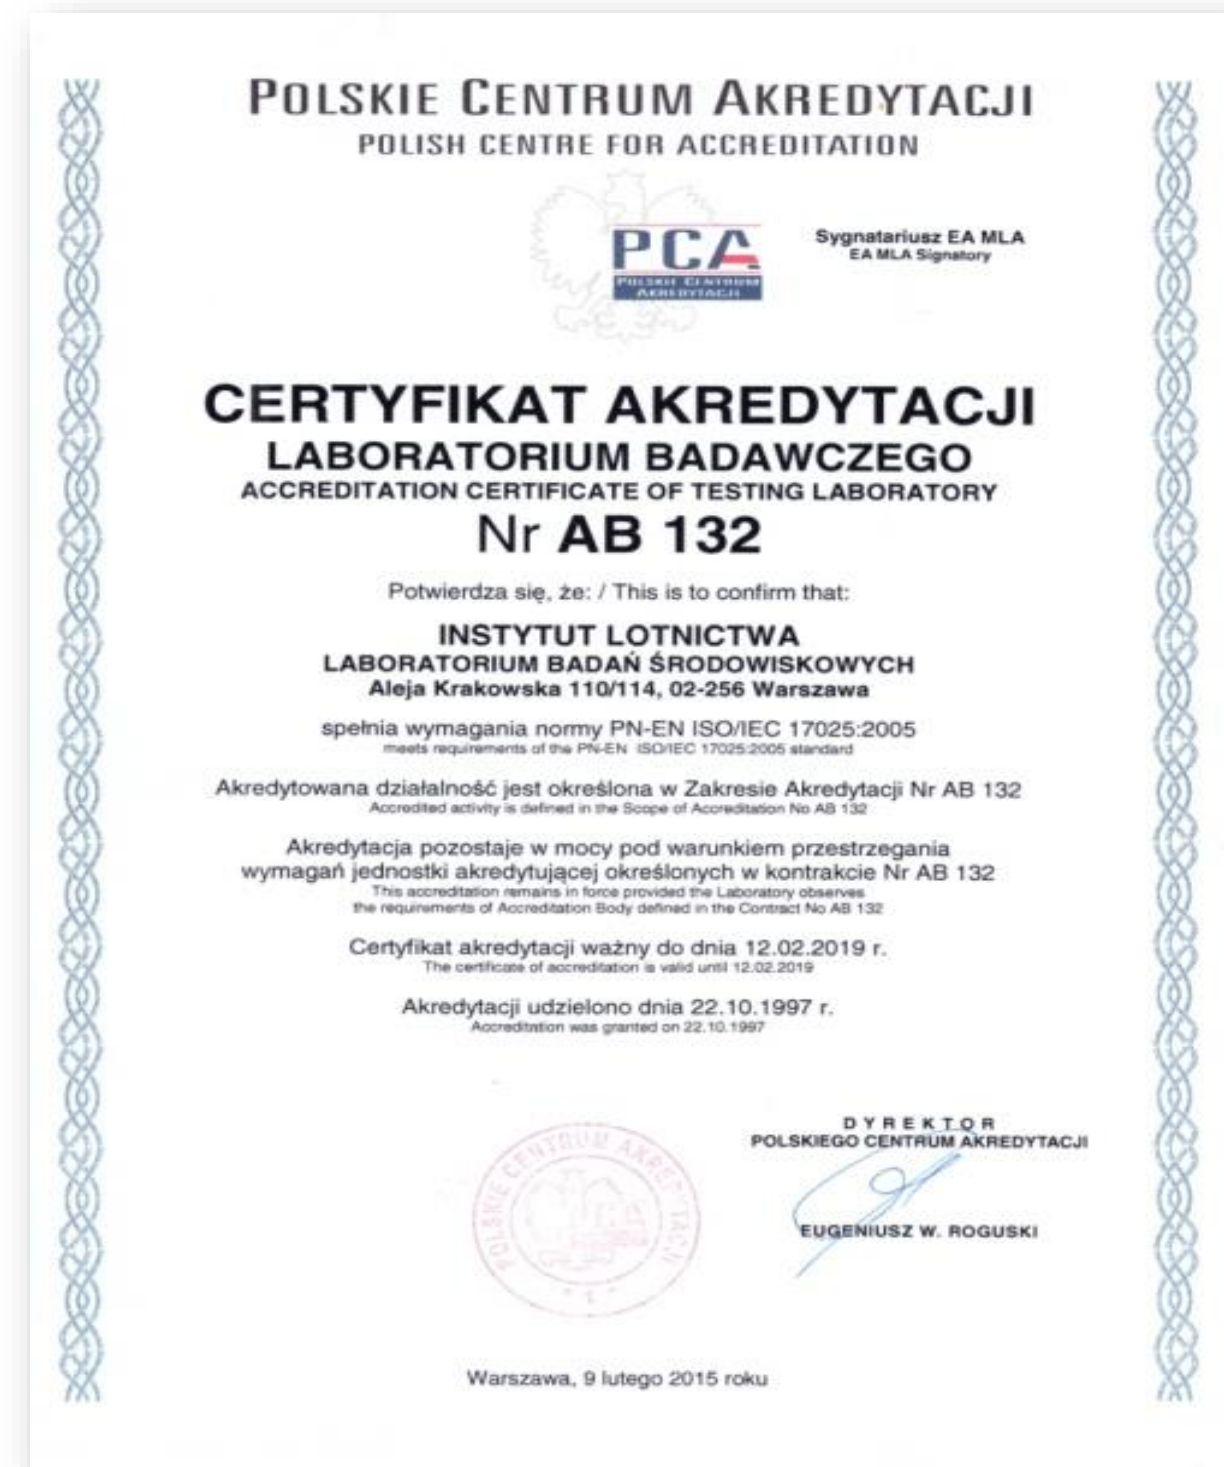 POLSKIE CENTRUM AKREDYTACJI
POLISH CENTRE FOR ACCREDITATION
PCA
POLSKIE CENTRUM
AKREDYTACJI
Sygnatariusz EA MLA
EA MLA Signatory
CERTYFIKAT AKREDYTACJI
LABORATORIUM BADAWCZEGO
ACCREDITATION CERTIFICATE OF TESTING LABORATORY
Nr AB 132
Potwierdza się, że: / This is to confirm that:
INSTYTUT LOTNICTWA
LABORATORIUM BADAŃ ŚRODOWISKOWYCH
Aleja Krakowska 110/114, 02-256 Warszawa
spełnia wymagania normy PN-EN ISO/IEC 17025:2005
meets requirements of the PN-EN ISO/IEC 17025:2005 standard
Akredytowana działalność jest określona w Zakresie Akredytacji Nr AB 132
Accredited activity is defined in the Scope of Accreditation No AB 132
Akredytacja pozostaje w mocy pod warunkiem przestrzegania
wymagań jednostki akredytującej określonych w kontrakcie Nr AB 132
This accreditation remains in force provided the Laboratory observes
the requirements of Accreditation Body defined in the Contract No AB 132
Certyfikat akredytacji ważny do dnia 12.02.2019 r.
The certificate of accreditation is valid until 12.02.2019
Akredytacji udzielono dnia 22.10.1997 r.
Accreditation was granted on 22.10.1997
DYREKTOR
POLSKIEGO CENTRUM AKREDYTACJI
EUGENIUSZ W. ROGUSKI
POLSKIE CENTRUM AKREDYTACJI
Warszawa, 9 lutego 2015 roku